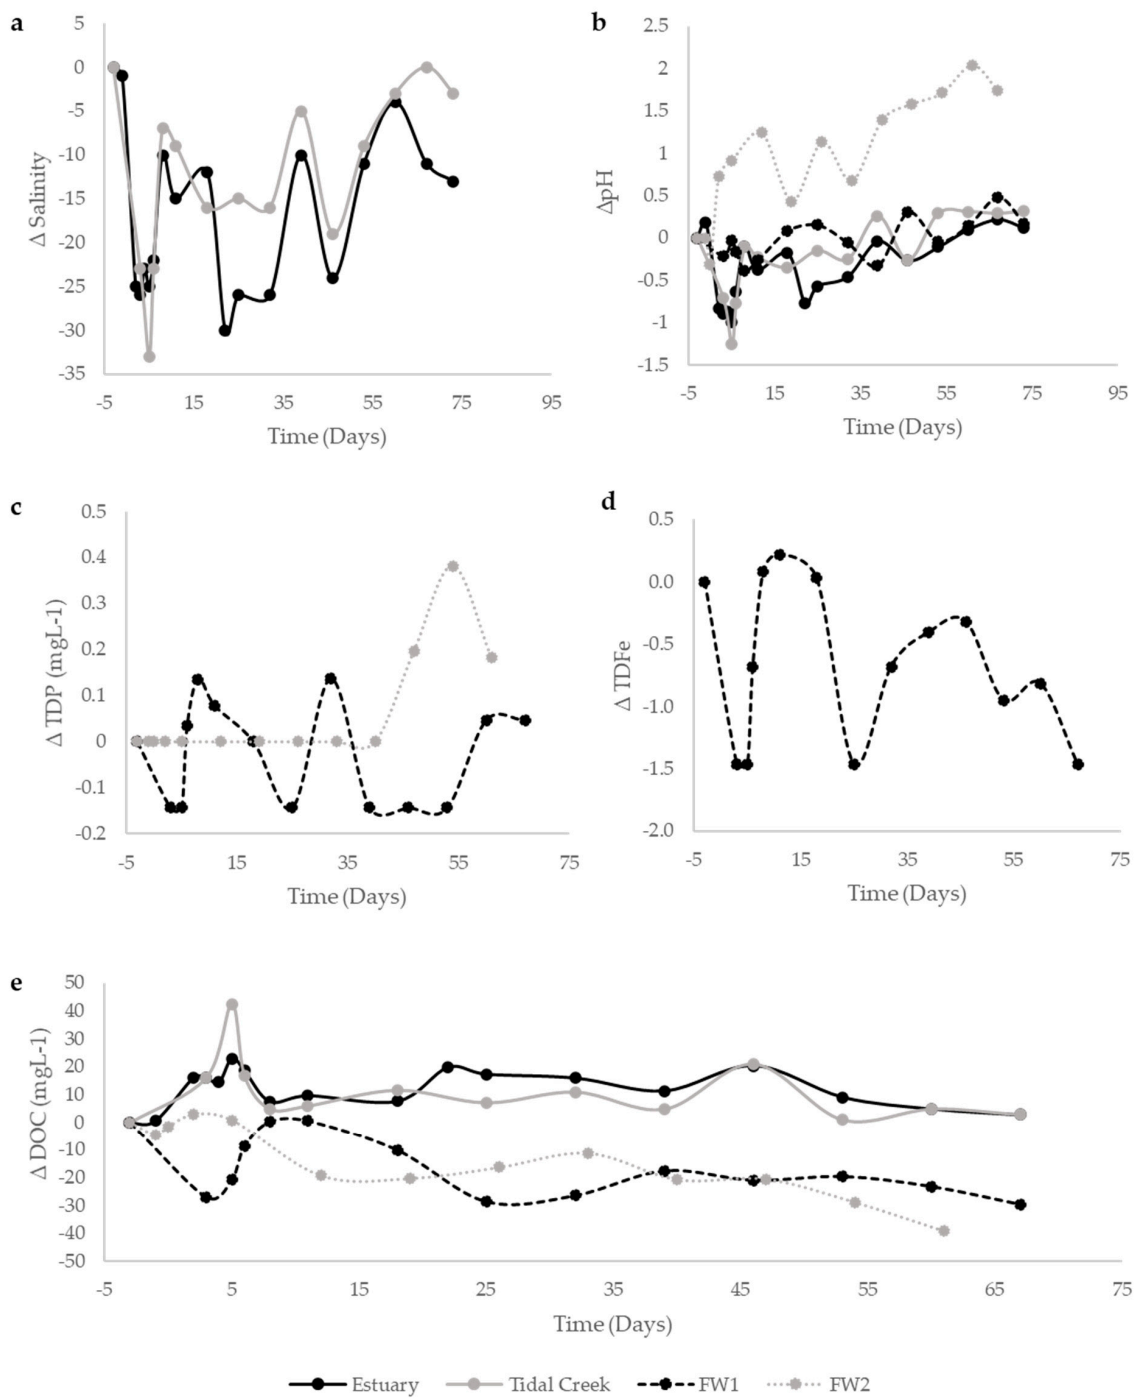 a
5
0
-5
-10
-15
-20
-25
-30
-35
Δ Salinity
-5 15 35 55 75 95
Time (Days)
b
2.5
2
1.5
1
0.5
0
-0.5
-1
-1.5
ΔpH
-5 15 35 55 75 95
Time (Days)
c
0.5
0.4
0.3
0.2
0.1
0
-0.1
-0.2
Δ TDP (mgL-1)
-5 15 35 55 75
Time (Days)
d
0.5
0.0
-0.5
-1.0
-1.5
-2.0
Δ TDFe
-5 15 35 55 75
Time (Days)
e
50
40
30
20
10
0
-10
-20
-30
-40
-50
Δ DOC (mgL-1)
-5 5 15 25 35 45 55 65 75
Time (Days)
Estuary Tidal Creek FW1 FW2